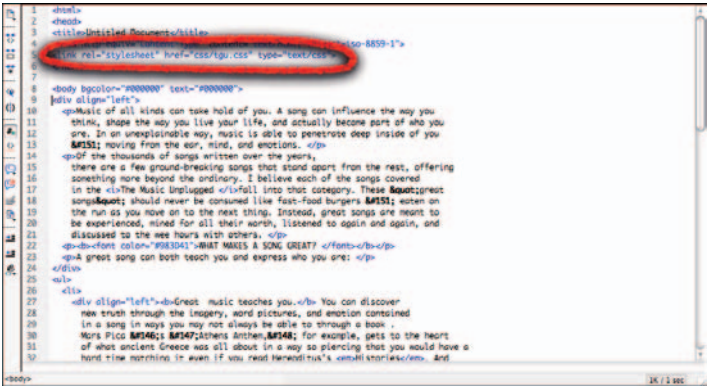 1 <html>
2 <head>
3 <title>Untitled Document</title>
4 iso-8859-1">
5 <link rel="stylesheet" href="css/tgu.css" type="text/css">
6
7
8 <body bgcolor="#000000" text="#000000">
9 <div align="left">
10 <p>Music of all kinds can take hold of you. A song can influence the way you
11 think, shape the way you live your life, and actually become part of who you
12 are. In an unexplainable way, music is able to penetrate deep inside of you
13 &#151; moving from the ear, mind, and emotions. </p>
14 <p>Of the thousands of songs written over the years,
15 there are a few ground-breaking songs that stand apart from the rest, offering
16 something more beyond the ordinary. I believe each of the songs covered
17 in the <i>The Music Unplugged </i>fall into that category. These &quot;great
18 songs&quot; should never be consumed like fast-food burgers &#151; eaten on
19 the run as you move on to the next thing. Instead, great songs are meant to
20 be experienced, mined for all their worth, listened to again and again, and
21 discussed to the wee hours with others. </p>
22 <p><b><font color="#983D41">WHAT MAKES A SONG GREAT? </font></b></p>
23 <p>A great song can both teach you and express who you are: </p>
24 </div>
25 <ul>
26 <li>
27 <div align="left"><b>Great music teaches you.</b> You can discover
28 new truth through the imagery, word pictures, and emotion contained
29 in a song in ways you may not always be able to through a book .
30 Mars Pica &#146;s &#147;Athens Anthem,&#148; for example, gets to the heart
31 of what ancient Greece was all about in a way so piercing that you would have a
32 hard time matching it even if you read Heroditus's <em>Histories</em>. And
<body>
1K / 1 sec